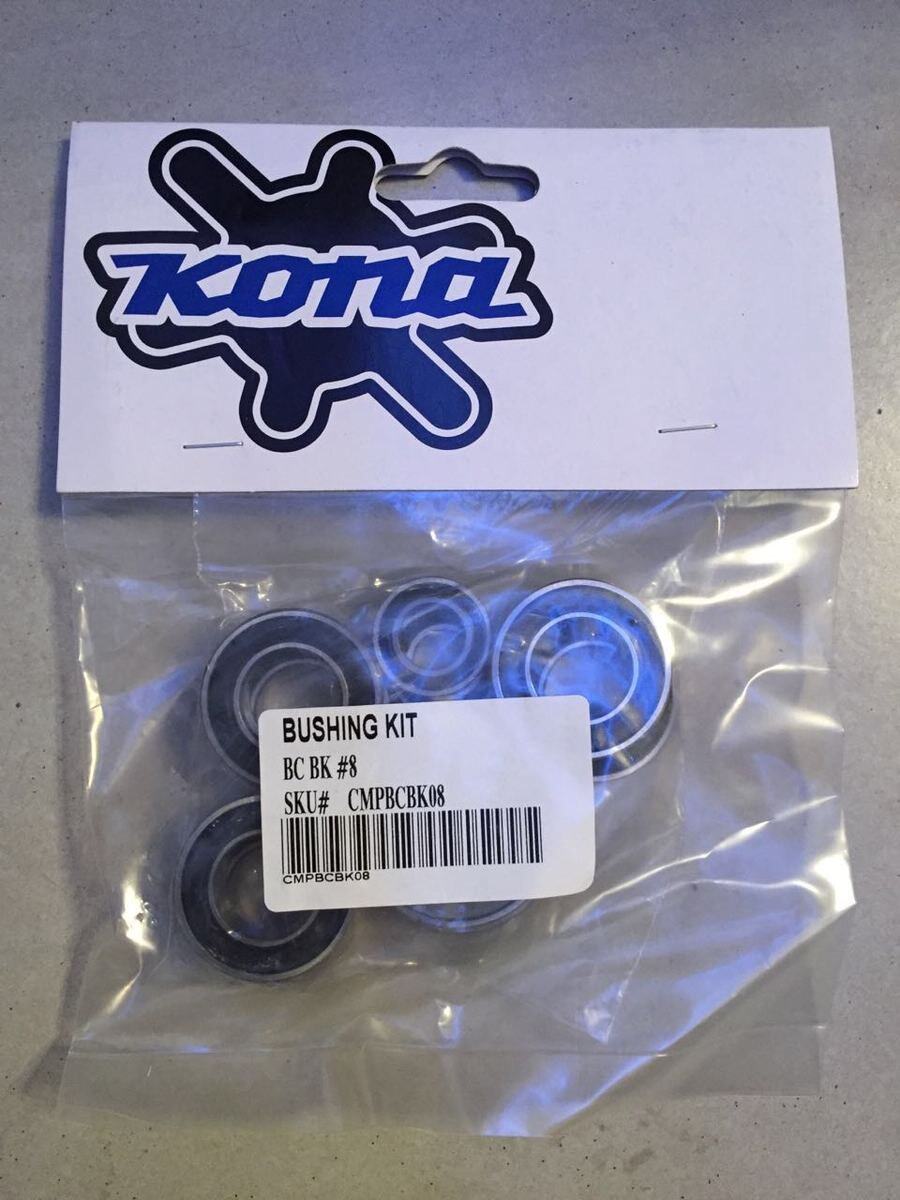 Kona
BUSHING KIT
BC BK #8
SKU# CMPBCBK08
CMPBCBK08